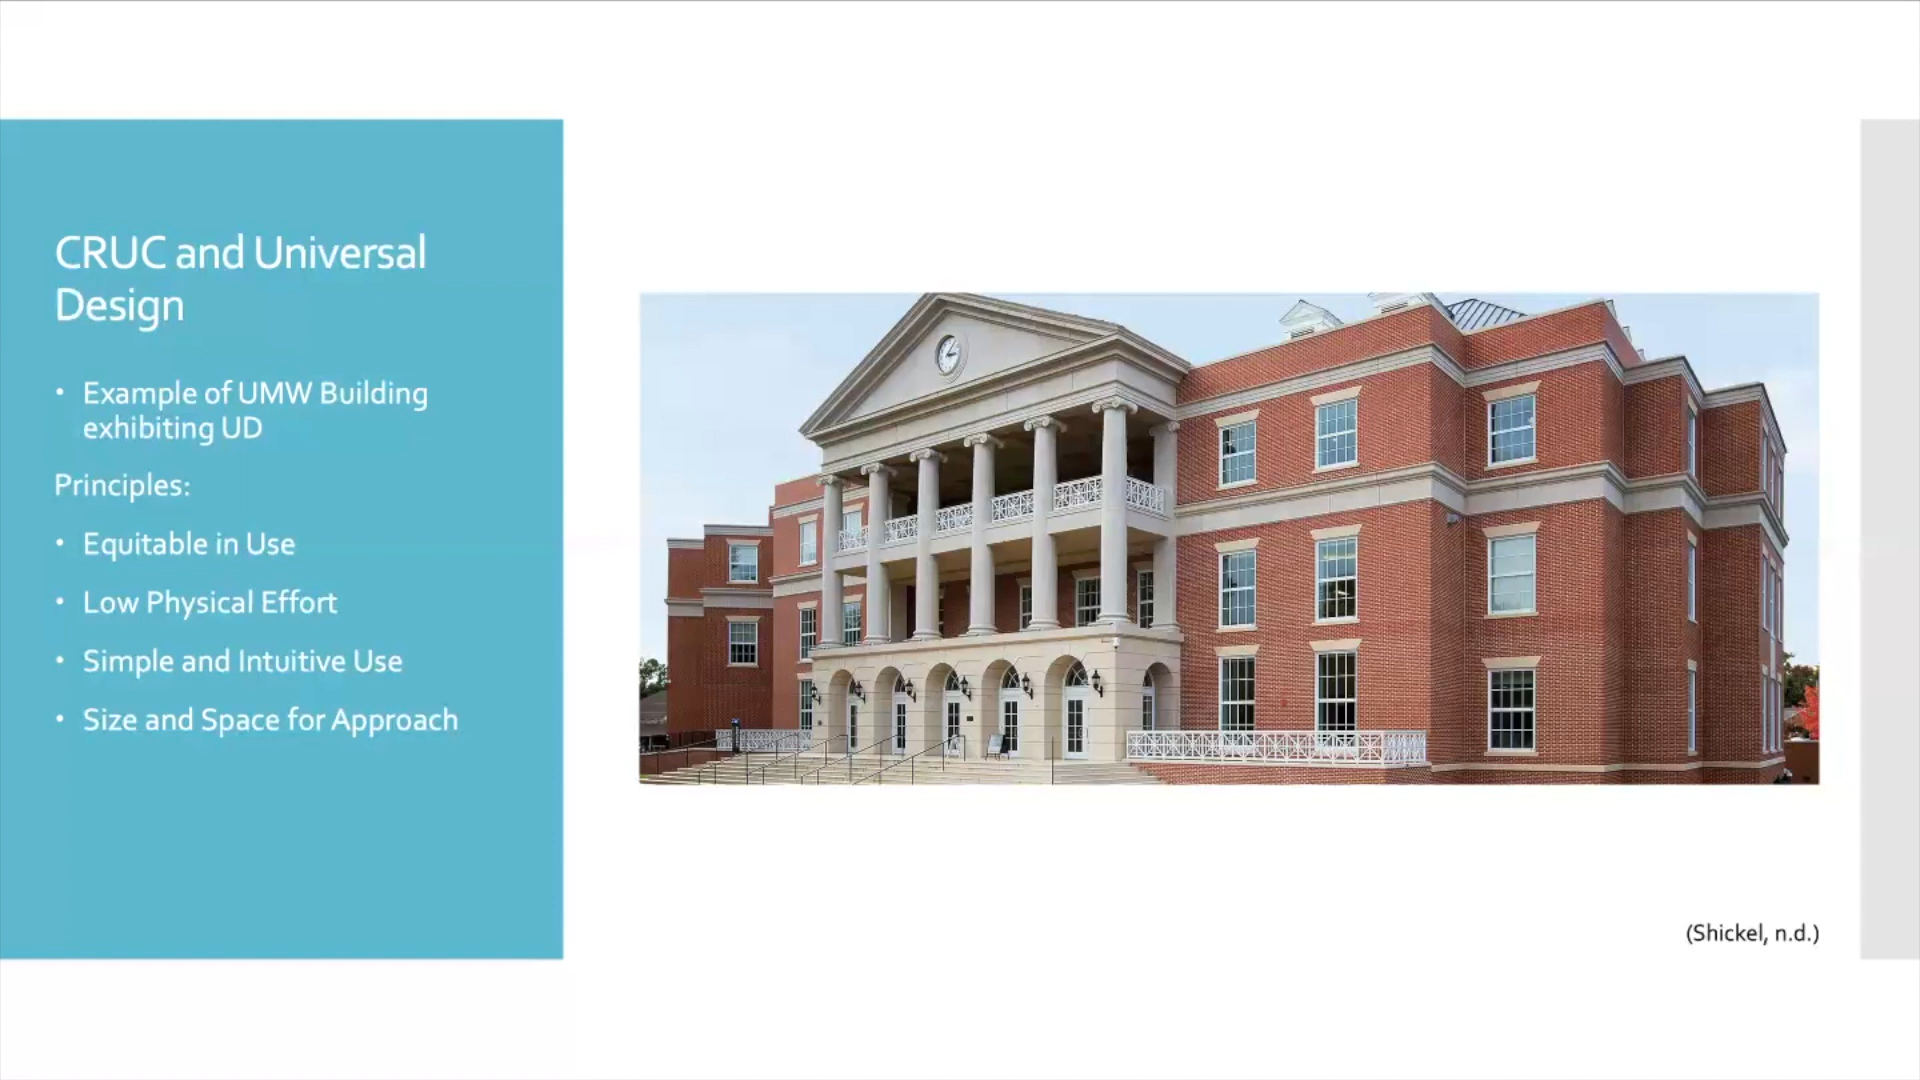 CRUC and Universal
Design
• Example of UMW Building
exhibiting UD
Principles:
• Equitable in Use
• Low Physical Effort
• Simple and Intuitive Use
• Size and Space for Approach
(Shickel, n.d.)